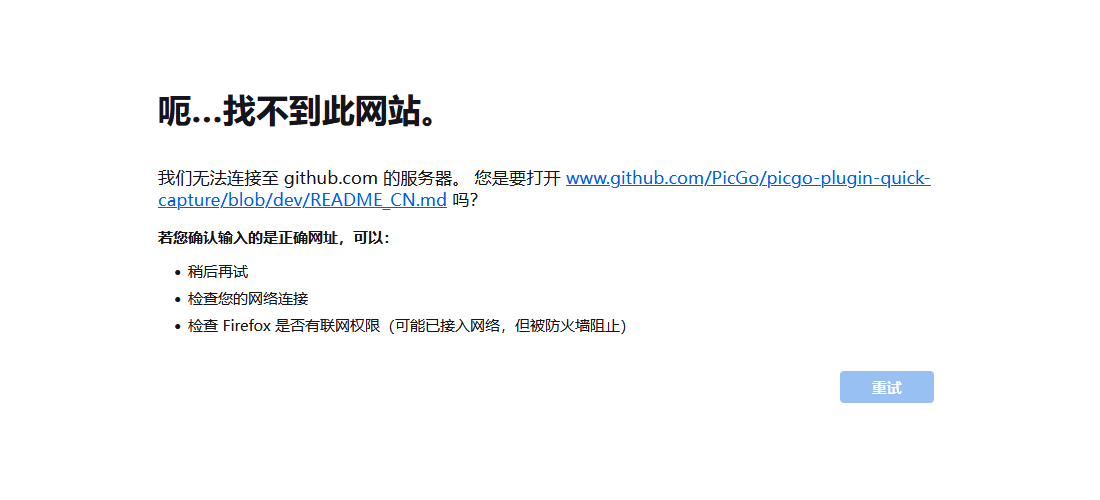 呃…找不到此网站。
我们无法连接至 github.com 的服务器。 您是要打开 www.github.com/PicGo/picgo-plugin-quick-
capture/blob/dev/README_CN.md 吗？
若您确认输入的是正确网址，可以：
• 稍后再试
• 检查您的网络连接
• 检查 Firefox 是否有联网权限（可能已接入网络，但被防火墙阻止）
重试